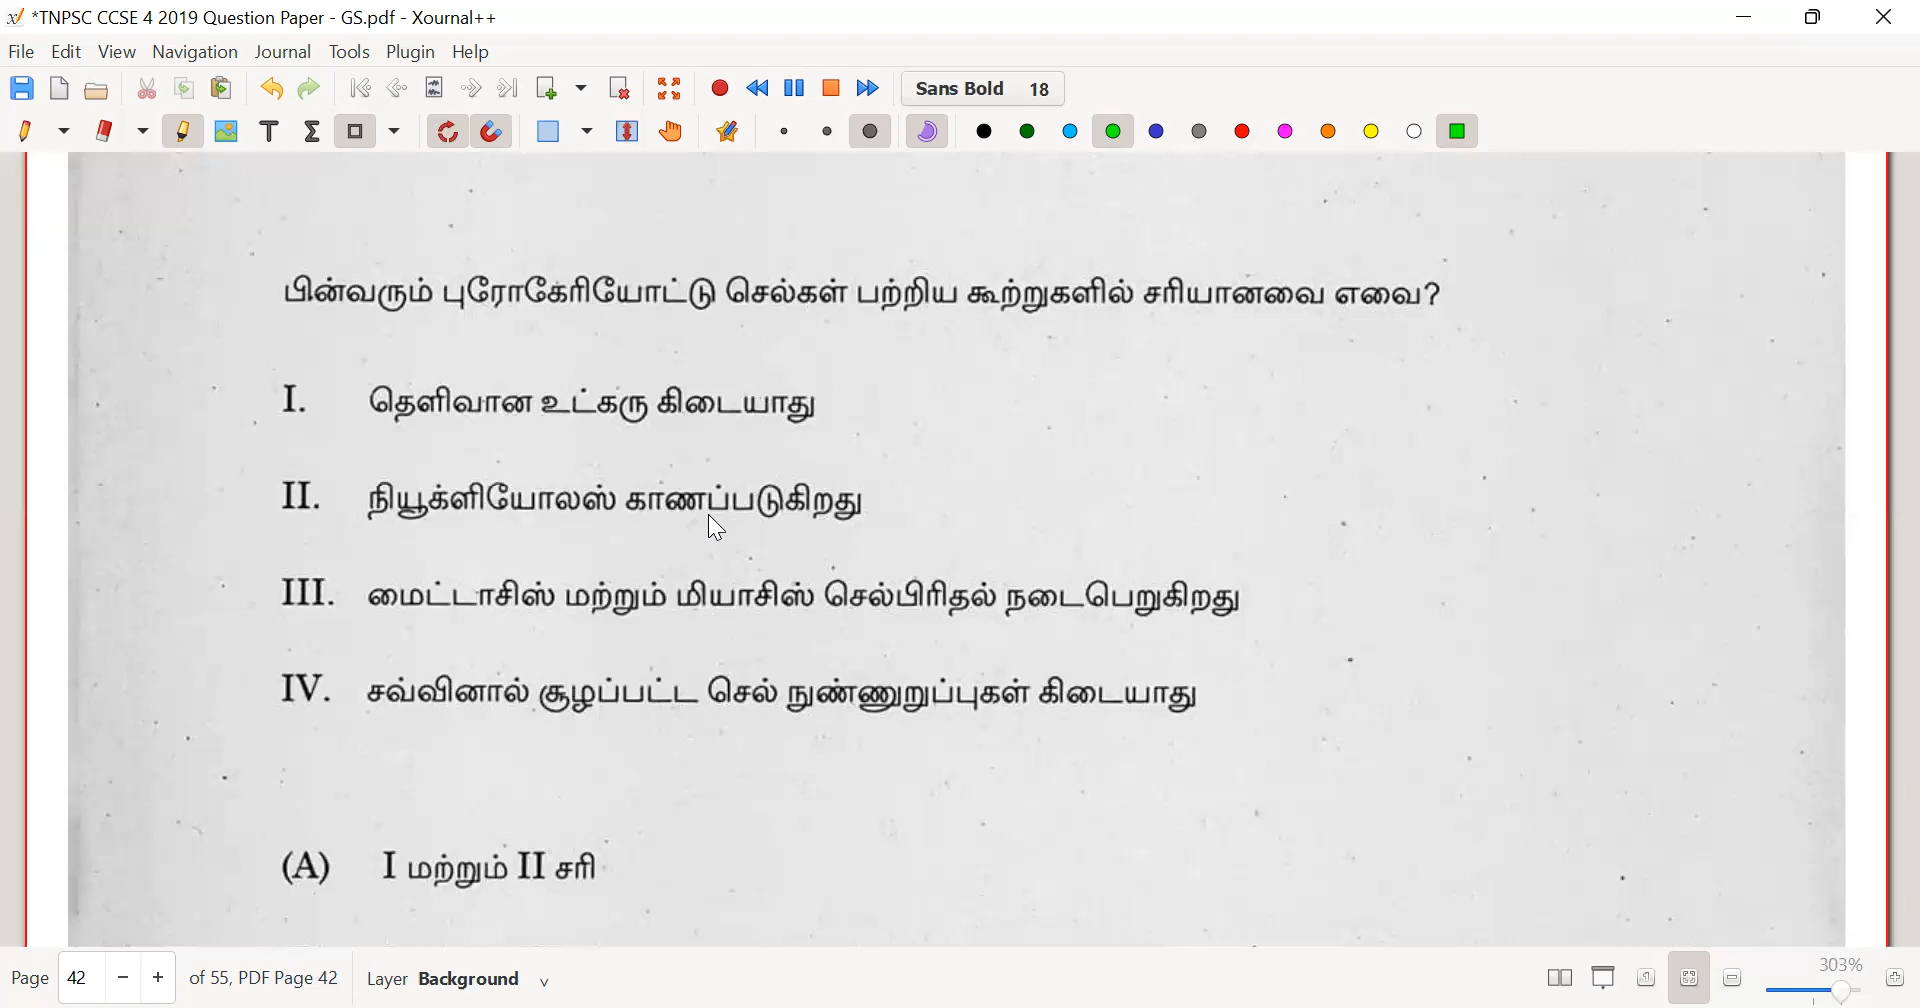 *TNPSC CCSE 4 2019 Question Paper - GS.pdf - Xournal++
File Edit View Navigation Journal Tools Plugin Help
Sans Bold 18
பின்வரும் புரோகேரியோட்டு செல்கள் பற்றிய கூற்றுகளில் சரியானவை எவை?
I. தெளிவான உட்கரு கிடையாது
II. நியூக்ளியோலஸ் காணப்படுகிறது
III. மைட்டாசிஸ் மற்றும் மியாசிஸ் செல்பிரிதல் நடைபெறுகிறது
IV. சவ்வினால் சூழப்பட்ட செல் நுண்ணுறுப்புகள் கிடையாது
(A) I மற்றும் II சரி
Page 42 - + of 55, PDF Page 42 Layer Background 303%